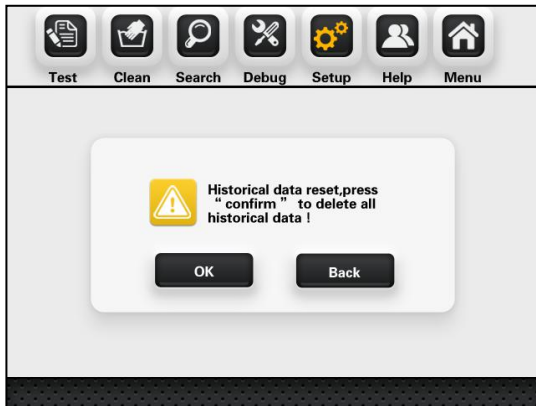 Test Clean Search Debug Setup Help Menu
Historical data reset,press
“ confirm ” to delete all
historical data !
OK Back